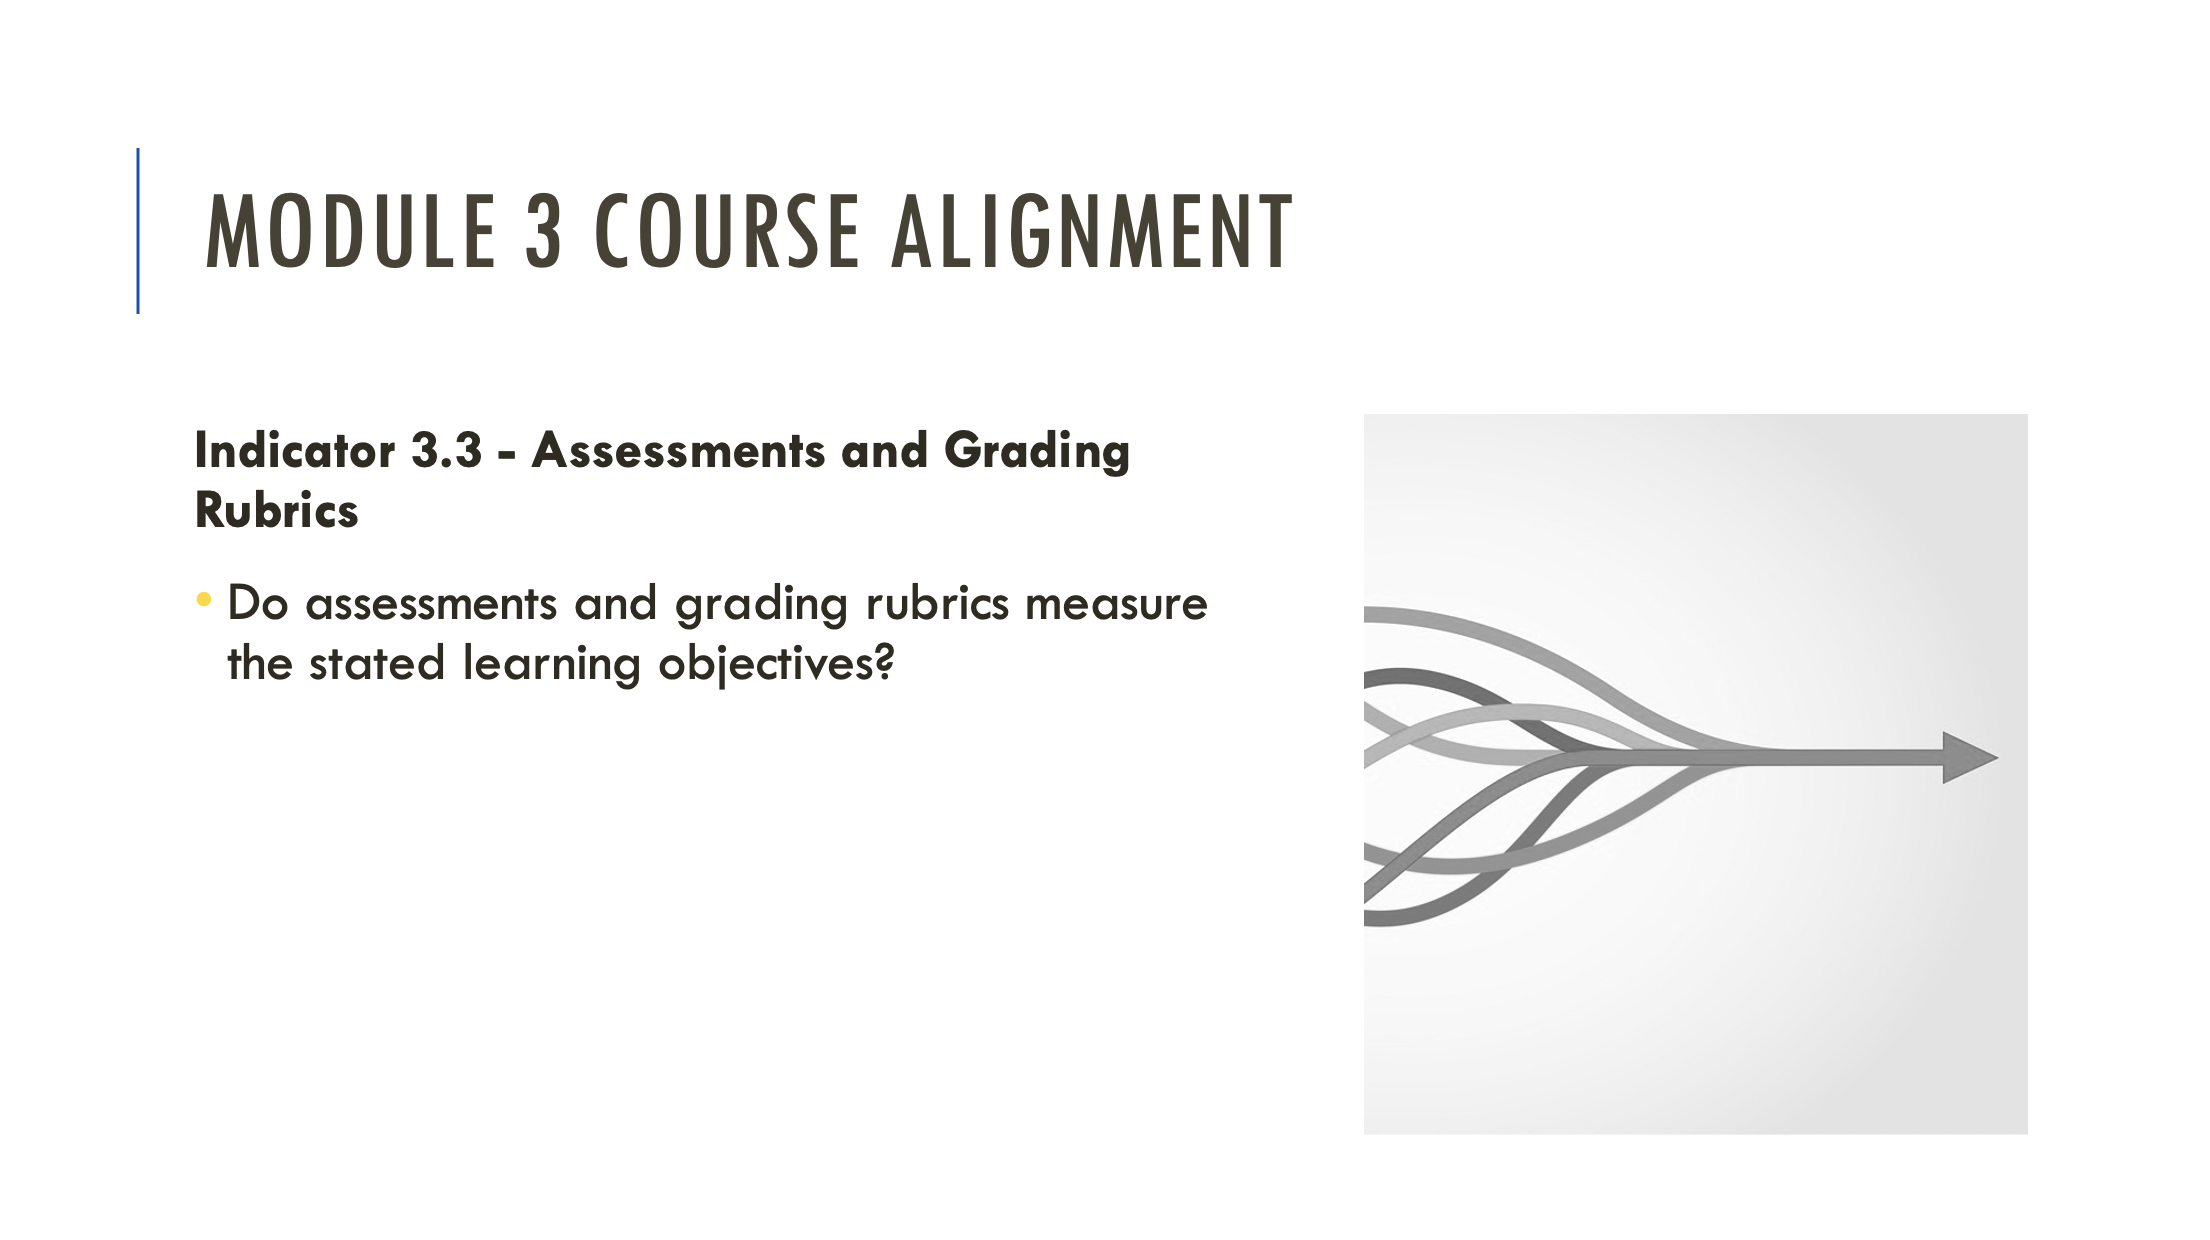 MODULE 3 COURSE ALIGNMENT
Indicator 3.3 - Assessments and Grading
Rubrics
• Do assessments and grading rubrics measure
the stated learning objectives?